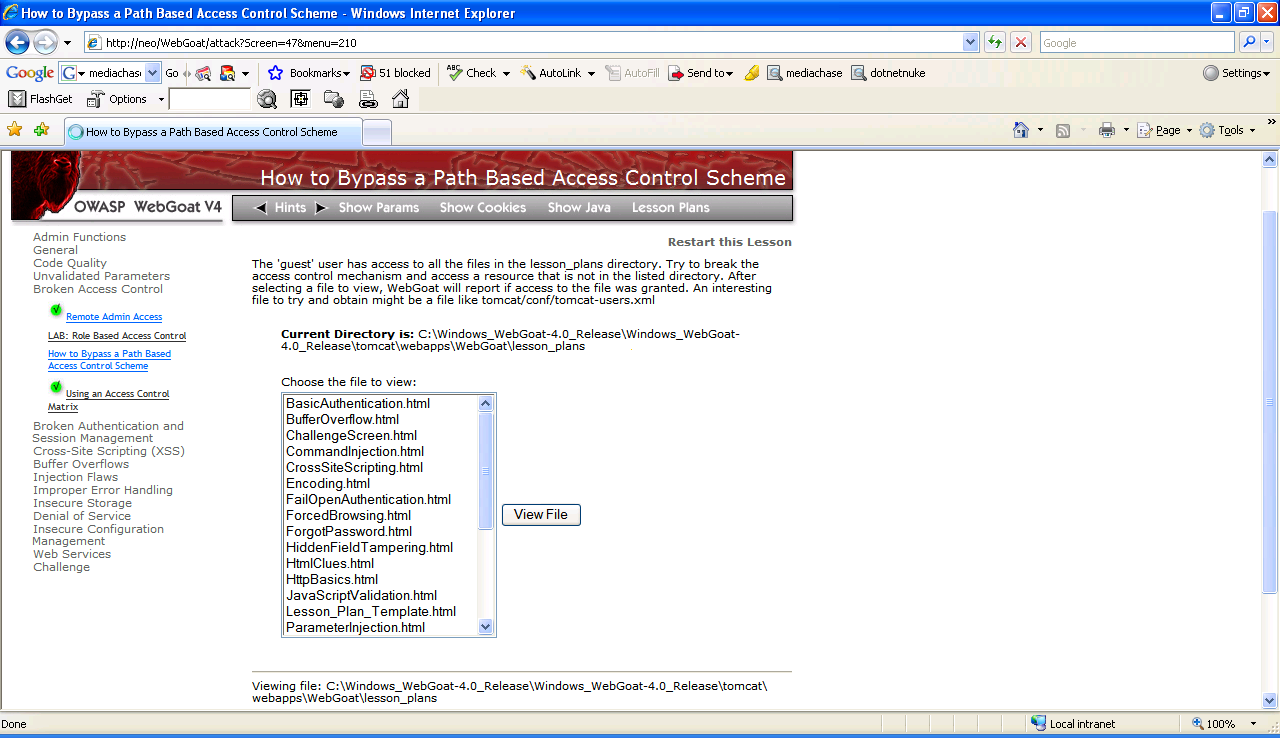 How to Bypass a Path Based Access Control Scheme - Windows Internet Explorer
http://neo/WebGoat/attack?Screen=47&menu=210
Google
Google G mediachas Go Bookmarks 51 blocked ABC Check AutoLink AutoFill Send to mediachase dotnetnuke Settings
FlashGet Options
How to Bypass a Path Based Access Control Scheme
Page Tools »
How to Bypass a Path Based Access Control Scheme
OWASP WebGoat V4
Hints Show Params Show Cookies Show Java Lesson Plans
Admin Functions
General
Code Quality
Unvalidated Parameters
Broken Access Control
Remote Admin Access
LAB: Role Based Access Control
How to Bypass a Path Based
Access Control Scheme
Using an Access Control
Matrix
Broken Authentication and
Session Management
Cross-Site Scripting (XSS)
Buffer Overflows
Injection Flaws
Improper Error Handling
Insecure Storage
Denial of Service
Insecure Configuration
Management
Web Services
Challenge
Restart this Lesson
The 'guest' user has access to all the files in the lesson_plans directory. Try to break the
access control mechanism and access a resource that is not in the listed directory. After
selecting a file to view, WebGoat will report if access to the file was granted. An interesting
file to try and obtain might be a file like tomcat/conf/tomcat-users.xml
Current Directory is: C:\Windows_WebGoat-4.0_Release\Windows_WebGoat-
4.0_Release\tomcat\webapps\WebGoat\lesson_plans
Choose the file to view:
BasicAuthentication.html
BufferOverflow.html
ChallengeScreen.html
CommandInjection.html
CrossSiteScripting.html
Encoding.html
FailOpenAuthentication.html
ForcedBrowsing.html
ForgotPassword.html
HiddenFieldTampering.html
HtmlClues.html
HttpBasics.html
JavaScriptValidation.html
Lesson_Plan_Template.html
ParameterInjection.html
View File
Viewing file: C:\Windows_WebGoat-4.0_Release\Windows_WebGoat-4.0_Release\tomcat\
webapps\WebGoat\lesson_plans
Done
Local intranet
100%